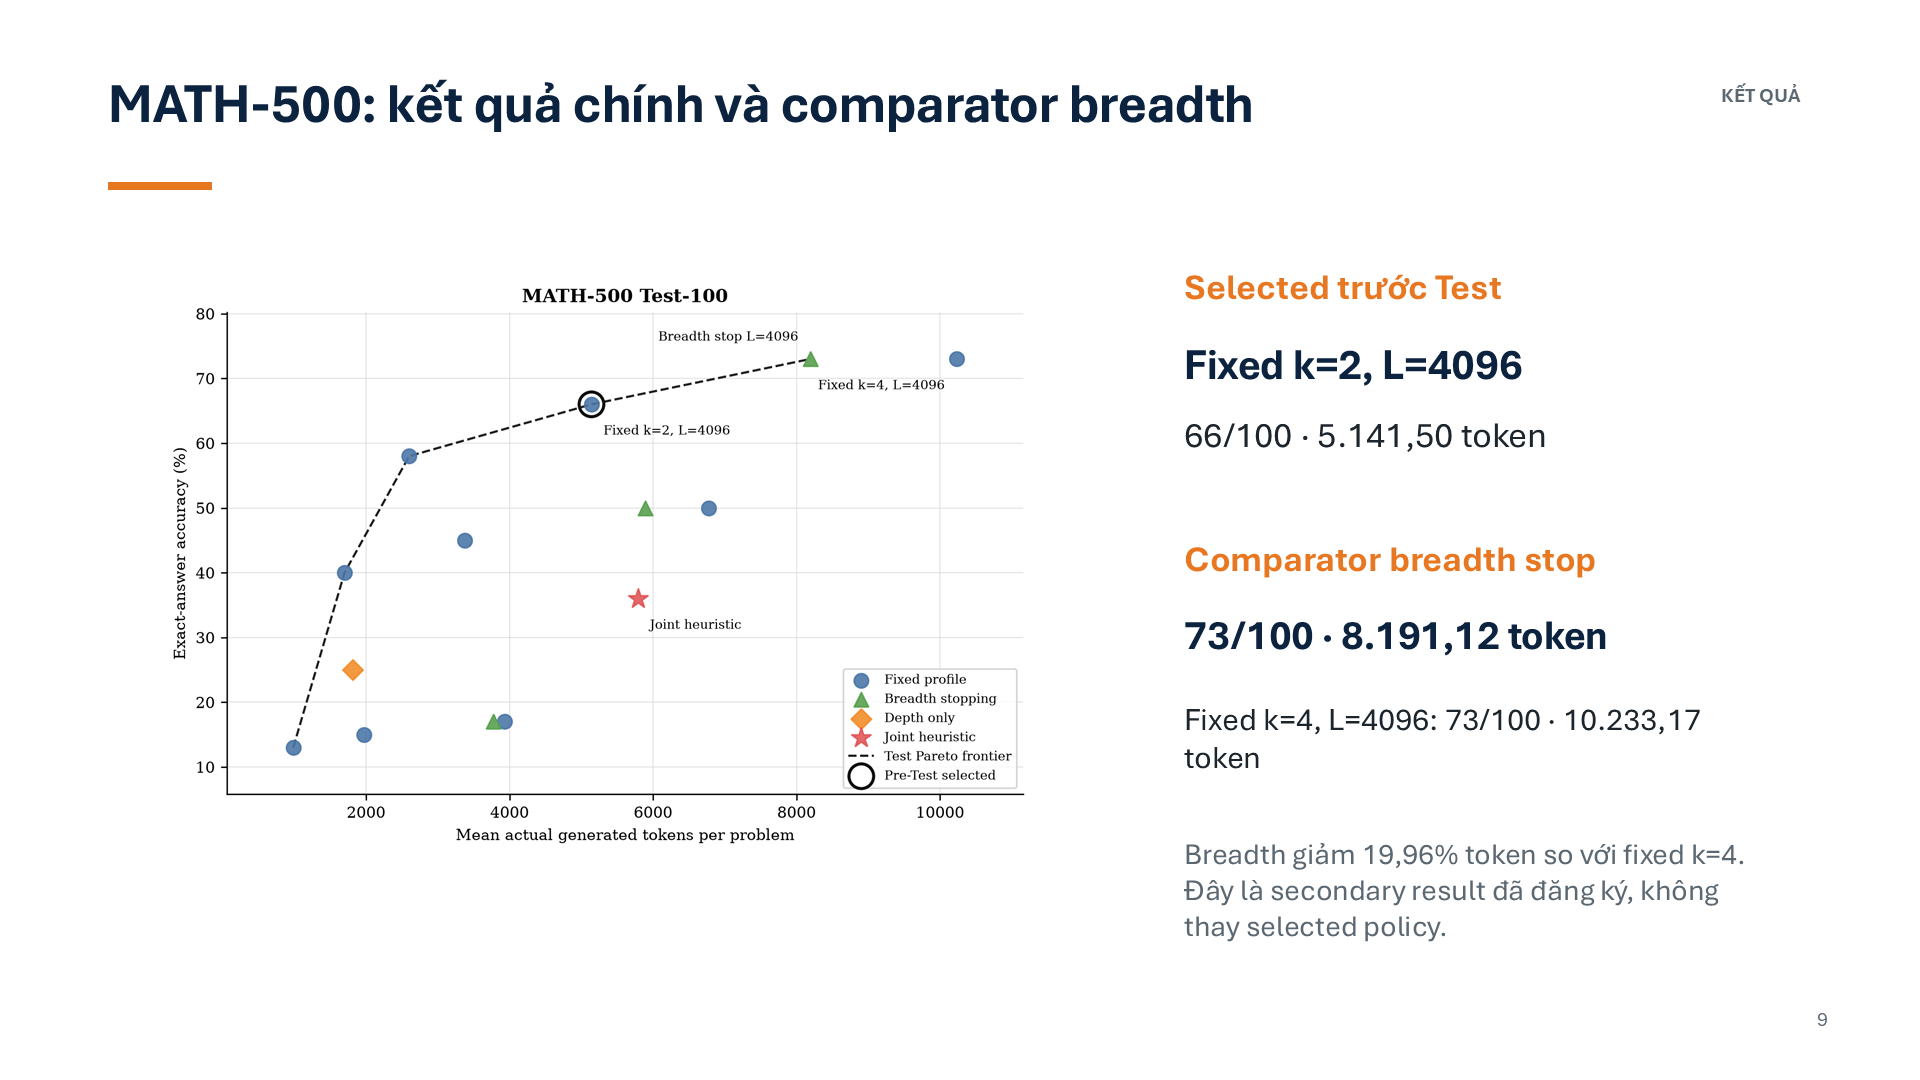 MATH-500: kết quả chính và comparator breadth
KẾT QUẢ
MATH-500 Test-100
Exact-answer accuracy (%)
80
70
60
50
40
30
20
10
Breadth stop L=4096
Fixed k=4, L=4096
Fixed k=2, L=4096
Joint heuristic
Fixed profile
Breadth stopping
Depth only
Joint heuristic
Test Pareto frontier
Pre-Test selected
2000 4000 6000 8000 10000
Mean actual generated tokens per problem
Selected trước Test
Fixed k=2, L=4096
66/100 · 5.141,50 token
Comparator breadth stop
73/100 · 8.191,12 token
Fixed k=4, L=4096: 73/100 · 10.233,17
token
Breadth giảm 19,96% token so với fixed k=4.
Đây là secondary result đã đăng ký, không
thay selected policy.
9